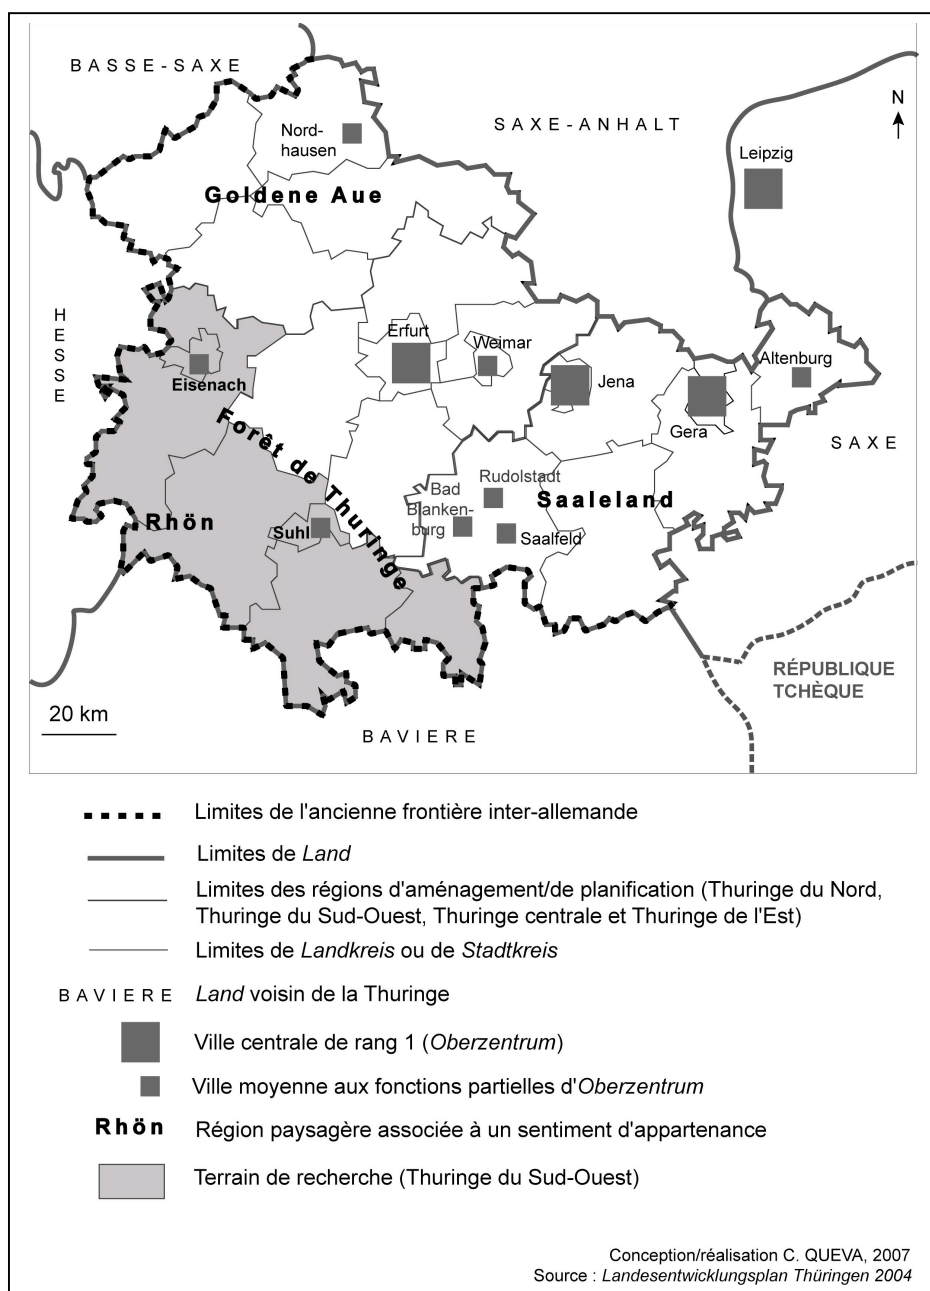 BASSE-SAXE
N
SAXE-ANHALT
Nord-
hausen
Leipzig
Goldene Aue
HESSE
Erfurt
Weimar
Altenburg
Eisenach
Jena
Gera
SAXE
Forêt de Thuringe
Rudolstadt
Bad
Blanken-
burg
Saaleland
Rhön
Suhl
Saalfeld
RÉPUBLIQUE
TCHÈQUE
20 km
BAVIERE
Limites de l'ancienne frontière inter-allemande
Limites de Land
Limites des régions d'aménagement/de planification (Thuringe du Nord,
Thuringe du Sud-Ouest, Thuringe centrale et Thuringe de l'Est)
Limites de Landkreis ou de Stadtkreis
BAVIERE Land voisin de la Thuringe
Ville centrale de rang 1 (Oberzentrum)
Ville moyenne aux fonctions partielles d'Oberzentrum
Rhön Région paysagère associée à un sentiment d'appartenance
Terrain de recherche (Thuringe du Sud-Ouest)
Conception/réalisation C. QUEVA, 2007
Source : Landesentwicklungsplan Thüringen 2004